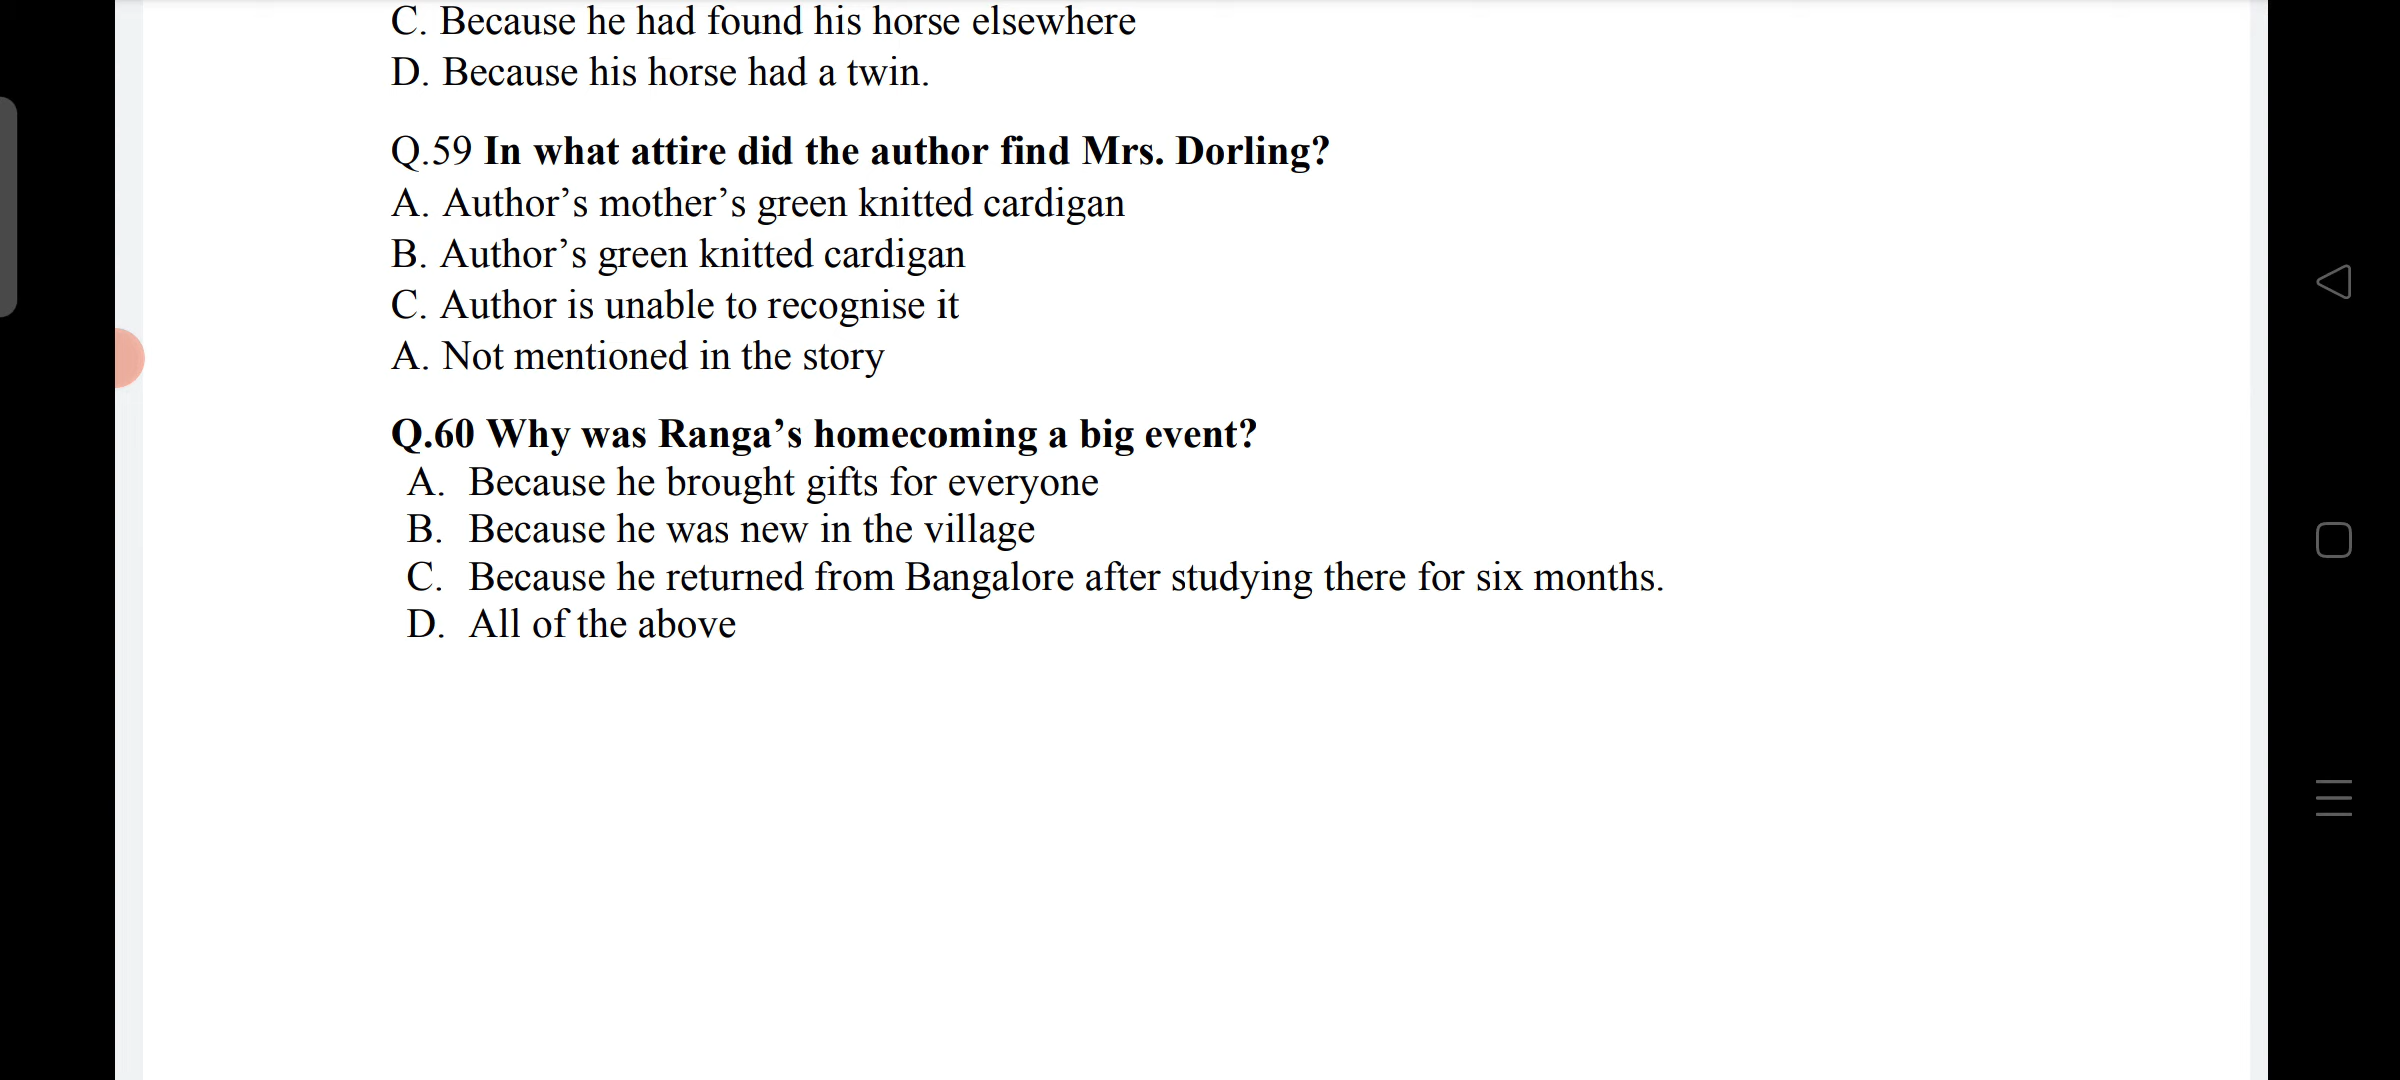 C. Because he had found his horse elsewhere
D. Because his horse had a twin.
Q.59 In what attire did the author find Mrs. Dorling?
A. Author’s mother’s green knitted cardigan
B. Author’s green knitted cardigan
C. Author is unable to recognise it
A. Not mentioned in the story
Q.60 Why was Ranga’s homecoming a big event?
A. Because he brought gifts for everyone
B. Because he was new in the village
C. Because he returned from Bangalore after studying there for six months.
D. All of the above